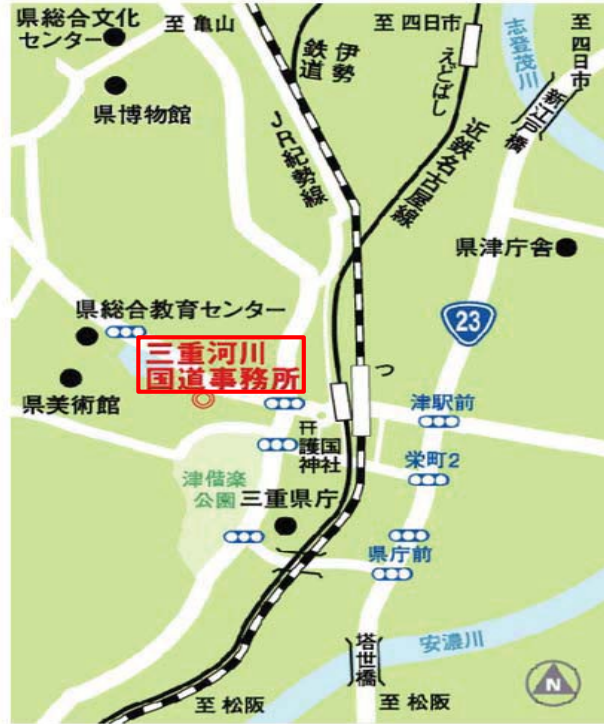 県総合文化
センター
至 亀山
伊勢
鉄道
至 四日市
志登茂川
至 四日市
えどばし
新江戸橋
県博物館
JR紀勢線
近鉄名古屋線
県津庁舎
23
県総合教育センター
三重河川
国道事務所
つ
県美術館
津駅前
護国
神社
栄町2
津偕楽
公園
三重県庁
県庁前
塔世橋
安濃川
至 松阪
至 松阪
N